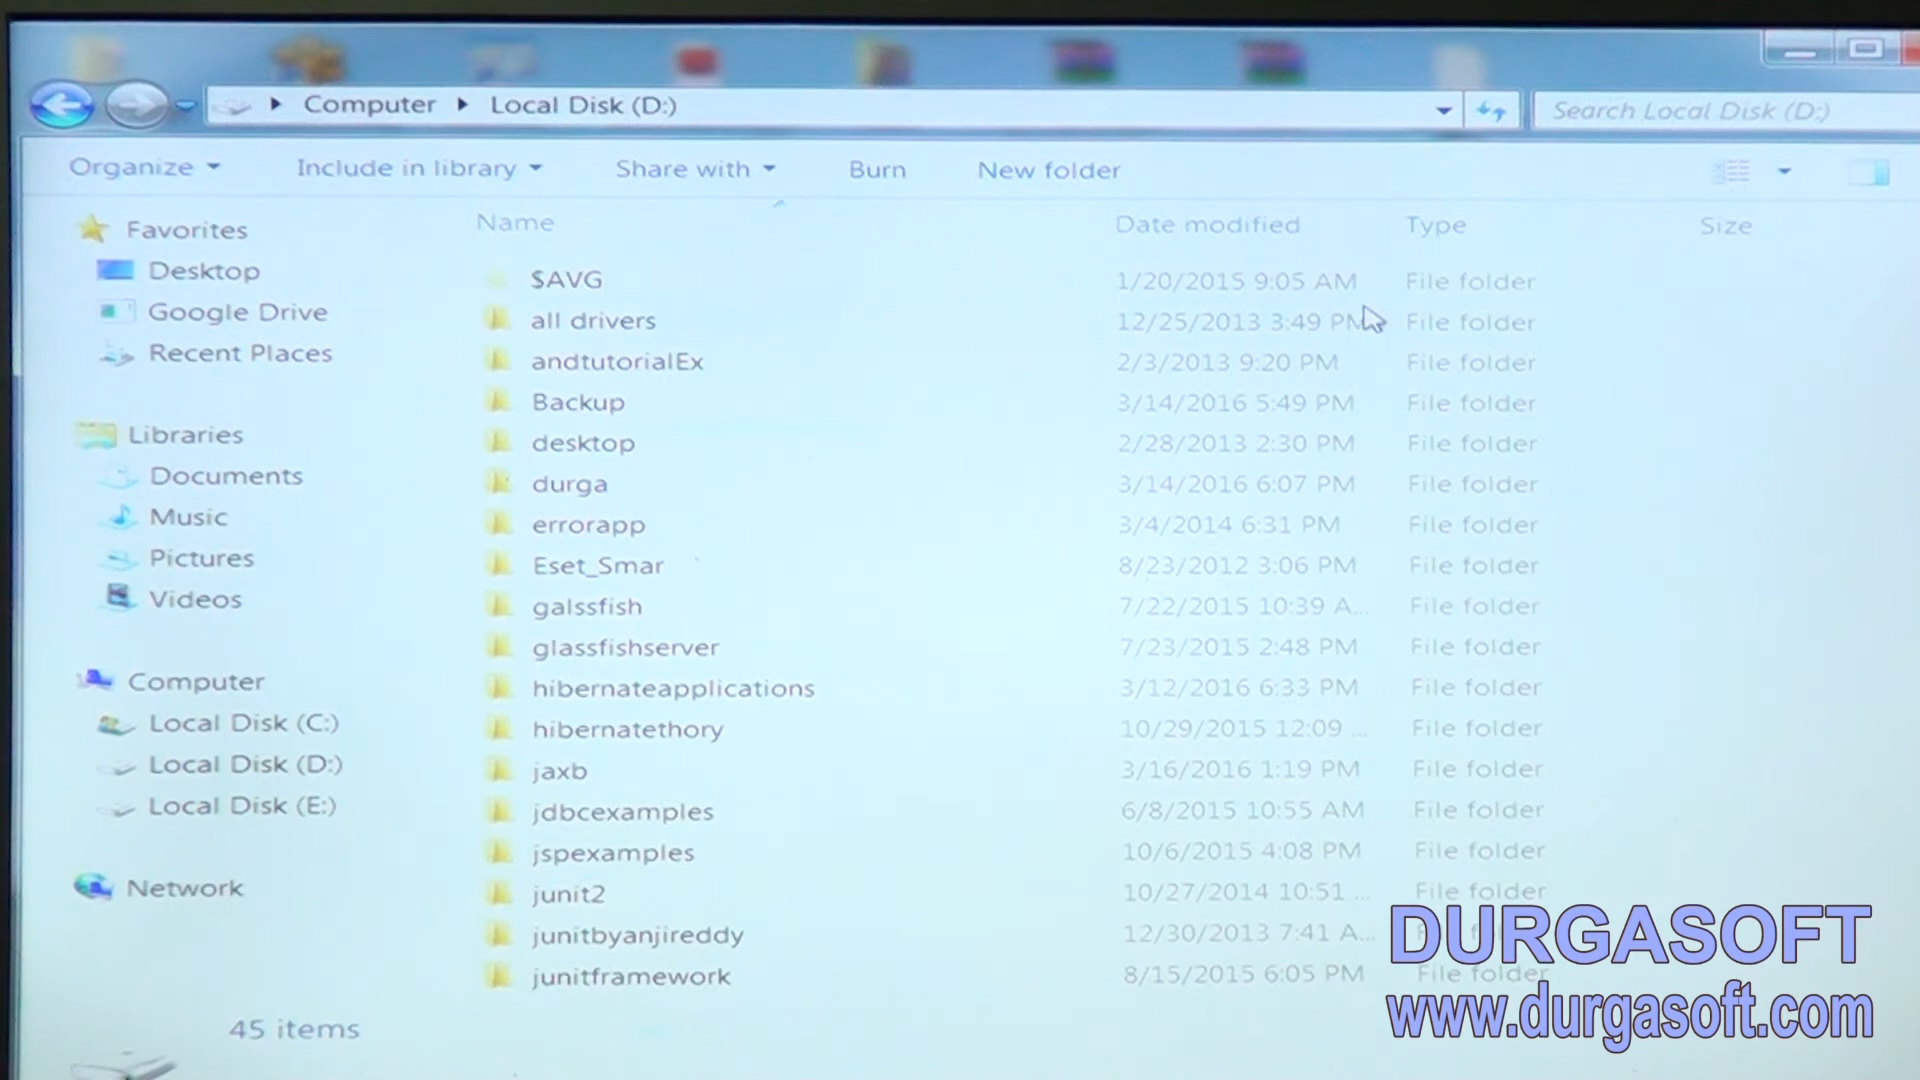 Computer Local Disk (D:)
Search Local Disk (D:)
Organize Include in library Share with Burn New folder
Name Date modified Type Size
Favorites
Desktop
Google Drive
Recent Places
Libraries
Documents
Music
Pictures
Videos
Computer
Local Disk (C:)
Local Disk (D:)
Local Disk (E:)
Network
$AVG 1/20/2015 9:05 AM File folder
all drivers 12/25/2013 3:49 PM File folder
andtutorialEx 2/3/2013 9:20 PM File folder
Backup 3/14/2016 5:49 PM File folder
desktop 2/28/2013 2:30 PM File folder
durga 3/14/2016 6:07 PM File folder
errorapp 3/4/2014 6:31 PM File folder
Eset_Smar 8/23/2012 3:06 PM File folder
galssfish 7/22/2015 10:39 A... File folder
glassfishserver 7/23/2015 2:48 PM File folder
hibernateapplications 3/12/2016 6:33 PM File folder
hibernatethory 10/29/2015 12:09 ... File folder
jaxb 3/16/2016 1:19 PM File folder
jdbcexamples 6/8/2015 10:55 AM File folder
jspexamples 10/6/2015 4:08 PM File folder
junit2 10/27/2014 10:51 ... File folder
junitbyanjireddy 12/30/2013 7:41 A...
junitframework 8/15/2015 6:05 PM File folder
45 items
DURGASOFT
www.durgasoft.com